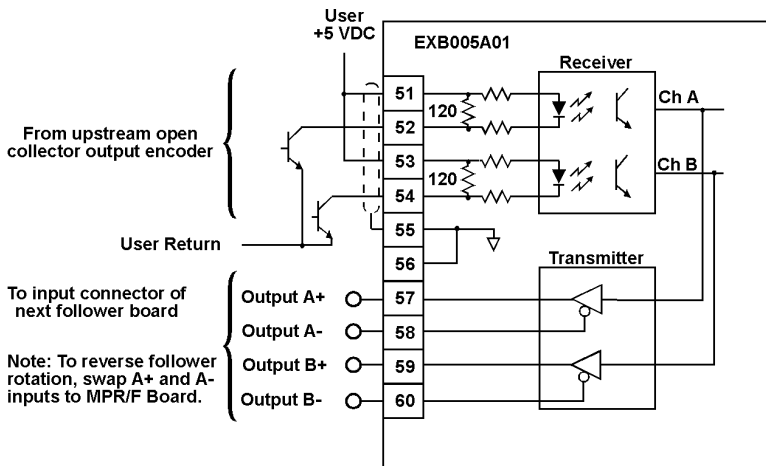 User
+5 VDC
EXB005A01
Receiver
51
120
Ch A
From upstream open
collector output encoder
52
53
120
Ch B
54
User Return
55
56
Transmitter
To input connector of
next follower board
Output A+
57
Output A-
58
Note: To reverse follower
rotation, swap A+ and A-
inputs to MPR/F Board.
Output B+
59
Output B-
60